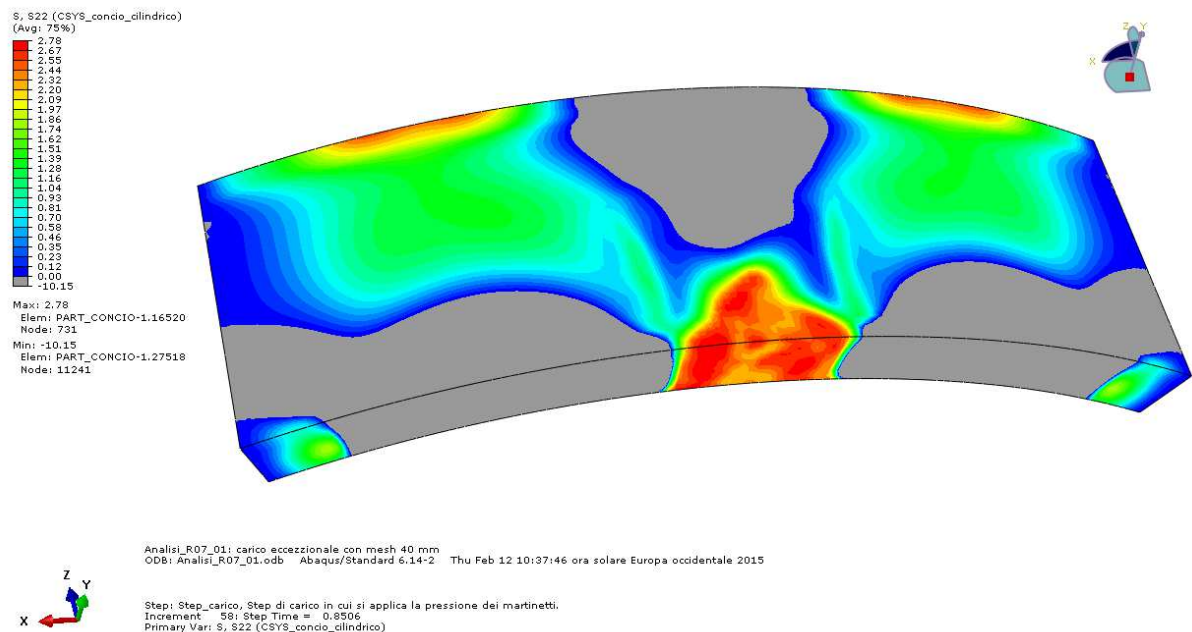 S, S22 (CSYS_concio_cilindrico)
(Avg: 75%)
2.78
2.67
2.55
2.44
2.32
2.20
2.09
1.97
1.86
1.74
1.62
1.51
1.39
1.28
1.16
1.04
0.93
0.81
0.70
0.58
0.46
0.35
0.23
0.12
0.00
-10.15
Max: 2.78
Elem: PART_CONCIO-1.16520
Node: 731
Min: -10.15
Elem: PART_CONCIO-1.27518
Node: 11241
Z Y
X
Analisi_R07_01: carico eccezzionale con mesh 40 mm
ODB: Analisi_R07_01.odb Abaqus/Standard 6.14-2 Thu Feb 12 10:37:46 ora solare Europa occidentale 2015
Z
Y
X
Step: Step_carico, Step di carico in cui si applica la pressione dei martinetti.
Increment 58: Step Time = 0.8506
Primary Var: S, S22 (CSYS_concio_cilindrico)